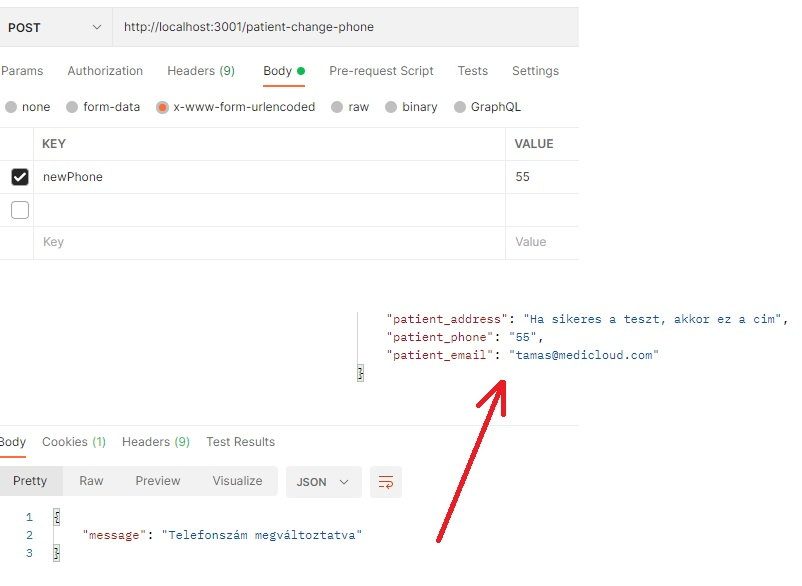 POST http://localhost:3001/patient-change-phone
Params Authorization Headers (9) Body Pre-request Script Tests Settings
none form-data x-www-form-urlencoded raw binary GraphQL
KEY VALUE
newPhone 55
Key Value
"patient_address": "Ha sikeres a teszt, akkor ez a cím",
"patient_phone": "55",
"patient_email": "tamas@medicloud.com"
}
Body Cookies (1) Headers (9) Test Results
Pretty Raw Preview Visualize JSON
1 {
2 "message": "Telefonszám megváltoztatva"
3 }